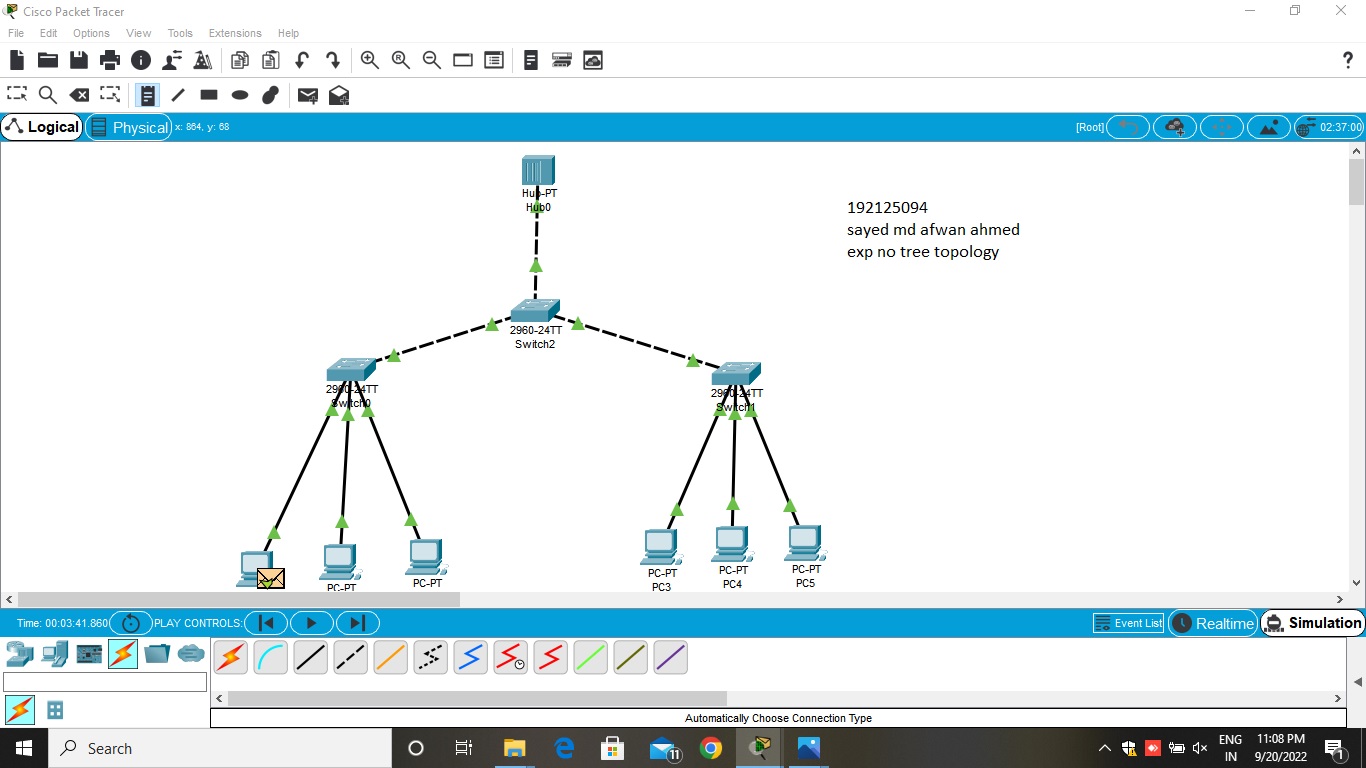 Cisco Packet Tracer
File Edit Options View Tools Extensions Help
?
Logical Physical x: 864, y: 68 [Root] 02:37:00
Hub-PT
Hub0
192125094
sayed md afwan ahmed
exp no tree topology
2960-24TT
Switch2
2960-24TT
Switch0
2960-24TT
Switch1
PC-PT
PC-PT
PC-PT
PC3
PC-PT
PC4
PC-PT
PC5
Time: 00:03:41.860 PLAY CONTROLS: Event List Realtime Simulation
Automatically Choose Connection Type
Search
11
ENG
IN
11:08 PM
9/20/2022
1